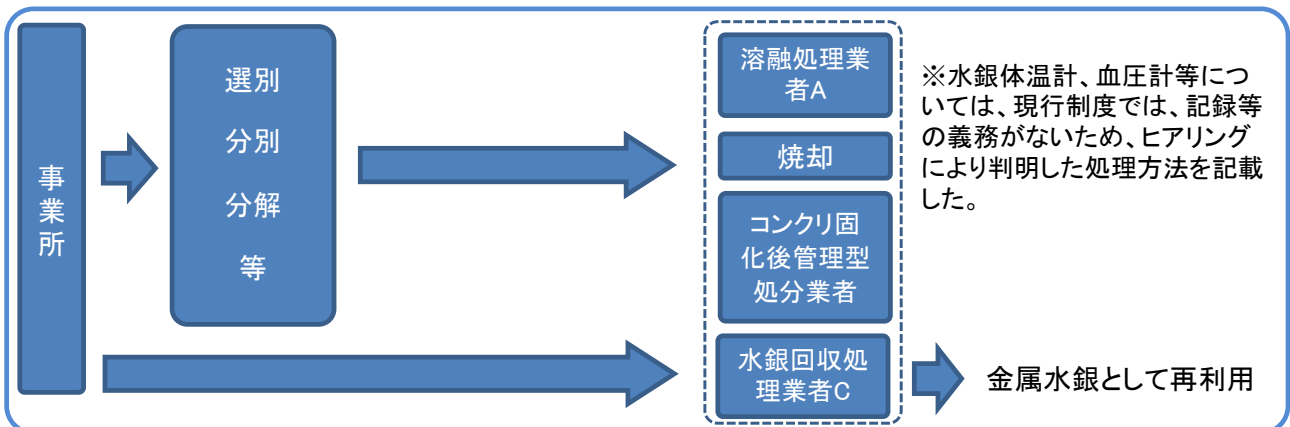 事業所
選別
分別
分解
等
溶融処理業
者A
焼却
コンクリ固
化後管理型
処分業者
水銀回収処
理業者C
※水銀体温計、血圧計等につ
いては、現行制度では、記録等
の義務がないため、ヒアリング
により判明した処理方法を記載
した。
金属水銀として再利用